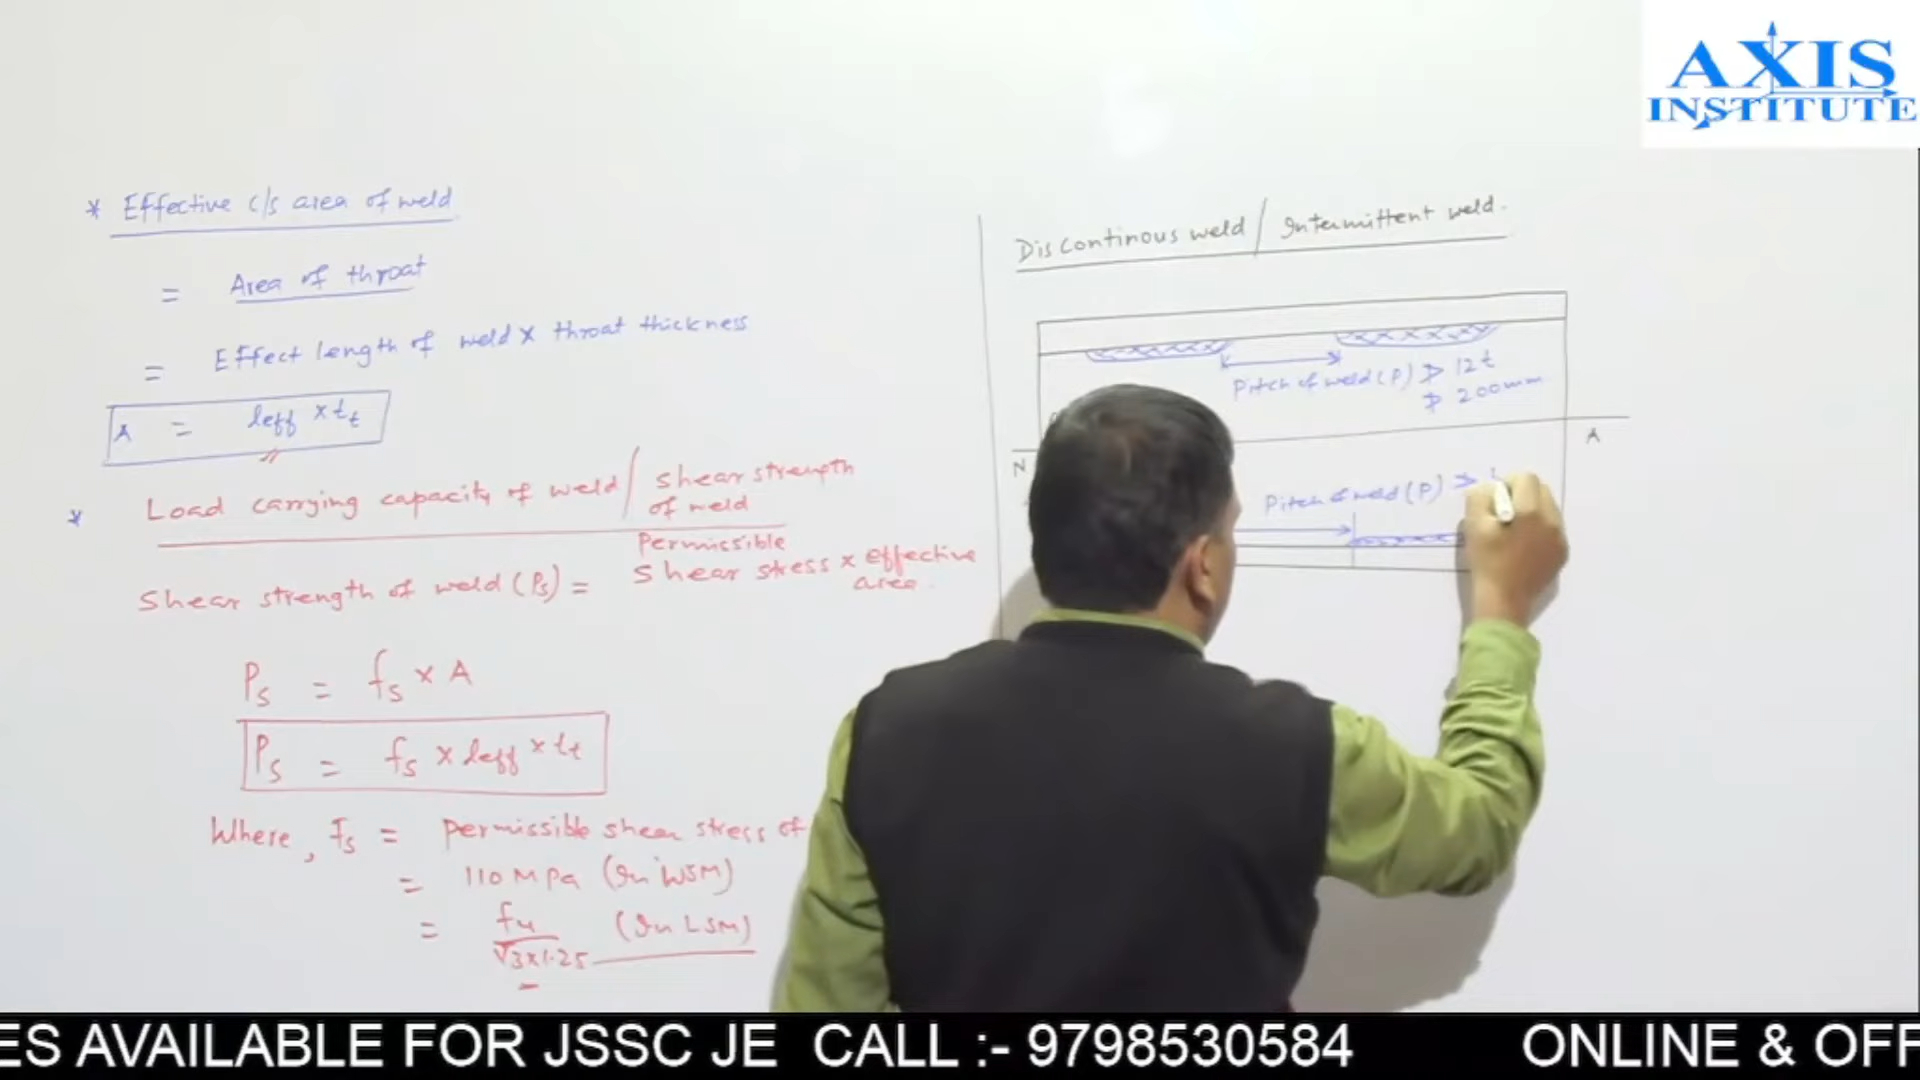 AXIS
INSTITUTE
* Effective c/s area of weld
= Area of throat
= Effect length of weld x throat thickness
A = leff x tt
* Load carrying capacity of weld / shear strength of weld
Shear strength of weld (Ps) = Permissible shear stess x effective area.
Ps = fs x A
Ps = fs x leff x tt
Where, fs = permissible shear stress of
= 110 MPa (In WSM)
= fu / √3x1.25 (In LSM)
Discontinous weld / Intermittent weld.
Pitch of weld (P) ≯ 12t
≯ 200mm
N A
Pitch of weld (P) ≯
ES AVAILABLE FOR JSSC JE CALL :- 9798530584 ONLINE & OFF